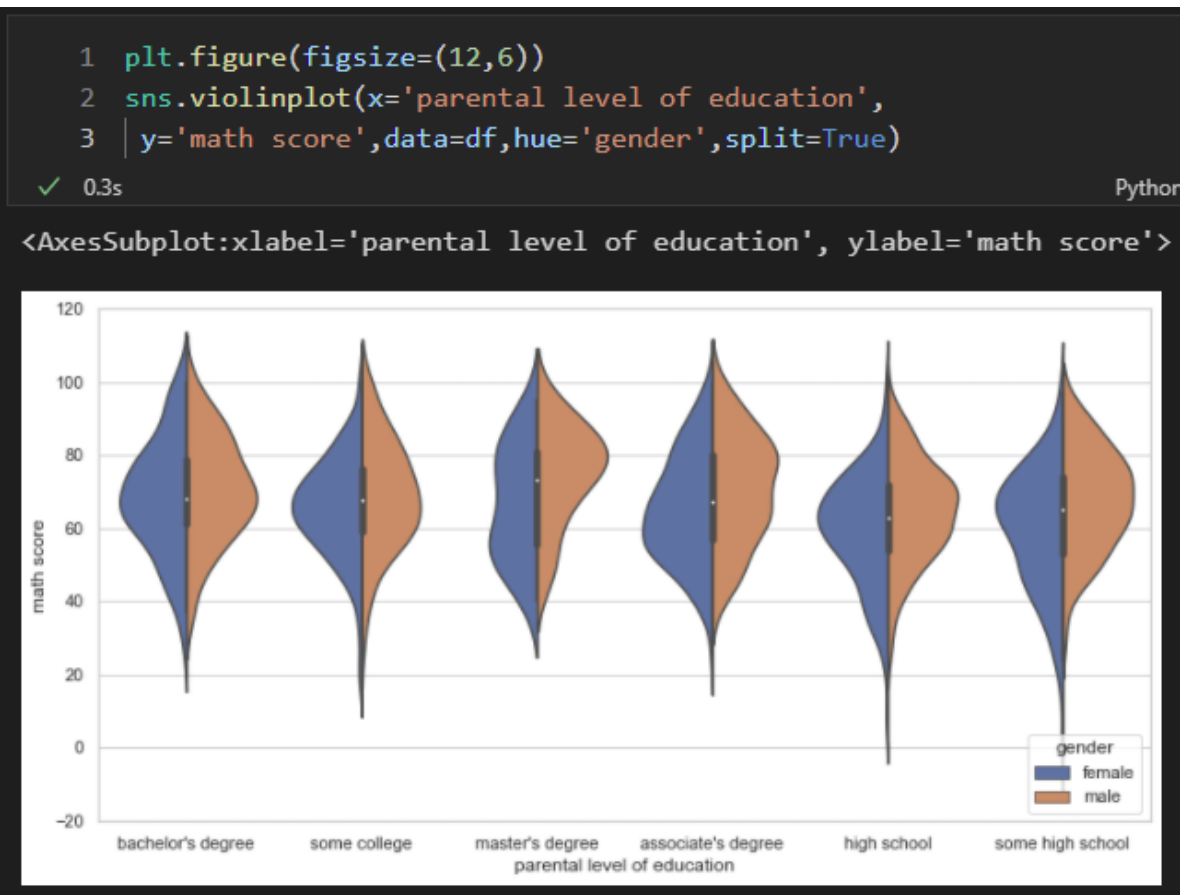 1 plt.figure(figsize=(12,6))
2 sns.violinplot(x='parental level of education',
3 y='math score',data=df,hue='gender',split=True)
✓ 0.3s Python
<AxesSubplot:xlabel='parental level of education', ylabel='math score'>
120
100
80
60
40
20
0
−20
math score
gender
female
male
bachelor's degree some college master's degree associate's degree high school some high school
parental level of education